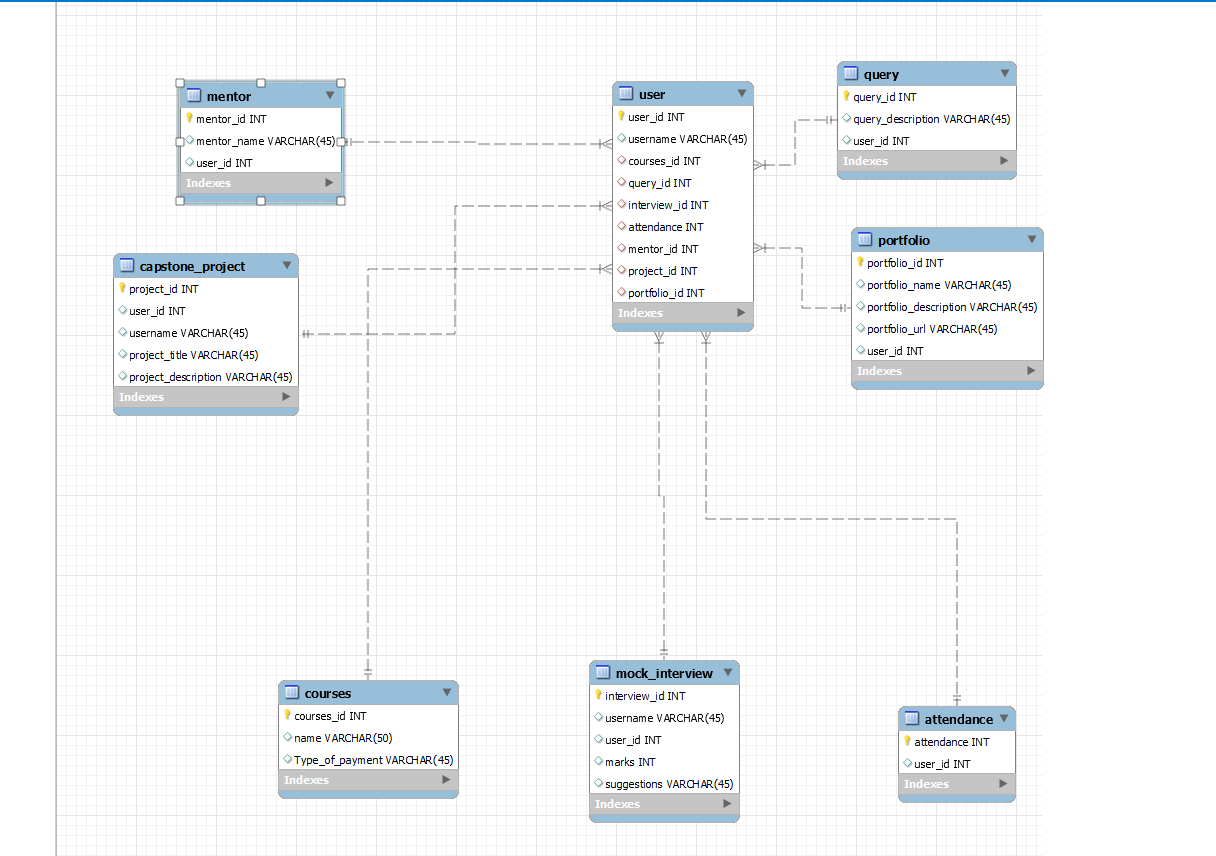 mentor
mentor_id INT
mentor_name VARCHAR(45)
user_id INT
Indexes
user
user_id INT
username VARCHAR(45)
courses_id INT
query_id INT
interview_id INT
attendance INT
mentor_id INT
project_id INT
portfolio_id INT
Indexes
query
query_id INT
query_description VARCHAR(45)
user_id INT
Indexes
capstone_project
project_id INT
user_id INT
username VARCHAR(45)
project_title VARCHAR(45)
project_description VARCHAR(45)
Indexes
portfolio
portfolio_id INT
portfolio_name VARCHAR(45)
portfolio_description VARCHAR(45)
portfolio_url VARCHAR(45)
user_id INT
Indexes
courses
courses_id INT
name VARCHAR(50)
Type_of_payment VARCHAR(45)
Indexes
mock_interview
interview_id INT
username VARCHAR(45)
user_id INT
marks INT
suggestions VARCHAR(45)
Indexes
attendance
attendance INT
user_id INT
Indexes